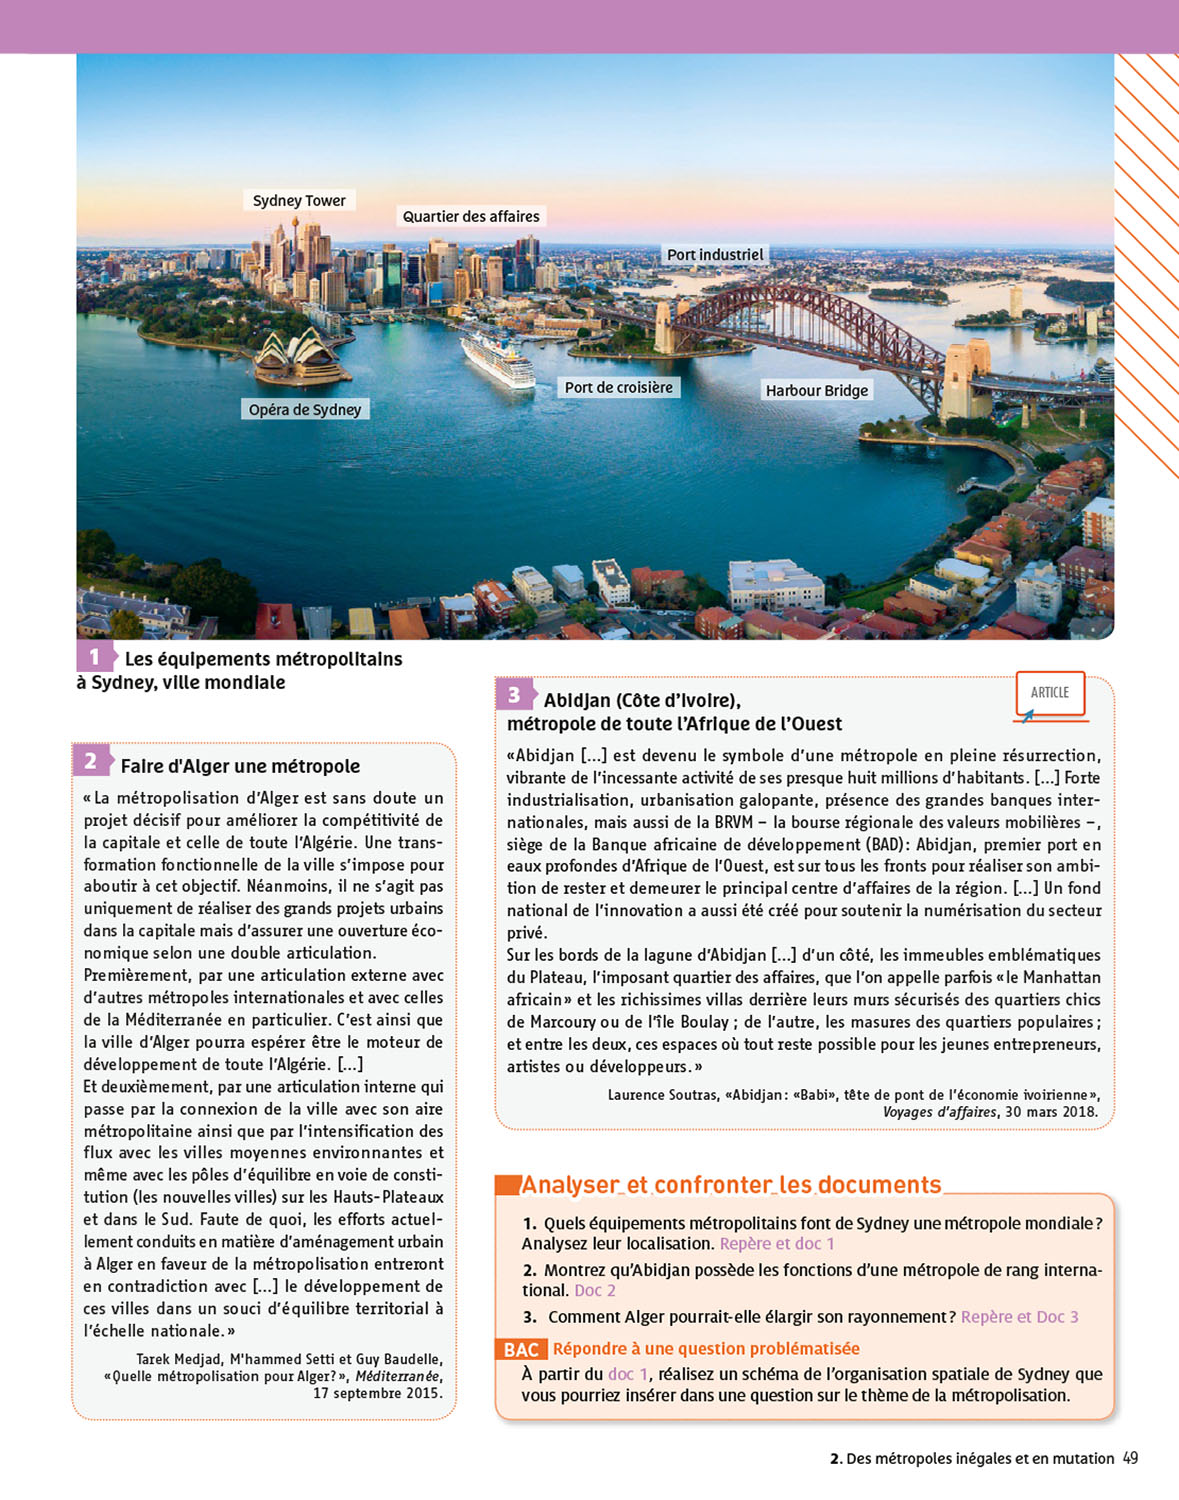 Sydney Tower
Quartier des affaires
Port industriel
Port de croisière
Harbour Bridge
Opéra de Sydney
1 Les équipements métropolitains
à Sydney, ville mondiale
2 Faire d'Alger une métropole
« La métropolisation d'Alger est sans doute un
projet décisif pour améliorer la compétitivité de
la capitale et celle de toute l'Algérie. Une trans-
formation fonctionnelle de la ville s'impose pour
aboutir à cet objectif. Néanmoins, il ne s'agit pas
uniquement de réaliser des grands projets urbains
dans la capitale mais d'assurer une ouverture éco-
nomique selon une double articulation.
Premièrement, par une articulation externe avec
d'autres métropoles internationales et avec celles
de la Méditerranée en particulier. C'est ainsi que
la ville d'Alger pourra espérer être le moteur de
développement de toute l'Algérie. [...]
Et deuxièmement, par une articulation interne qui
passe par la connexion de la ville avec son aire
métropolitaine ainsi que par l'intensification des
flux avec les villes moyennes environnantes et
même avec les pôles d'équilibre en voie de consti-
tution (les nouvelles villes) sur les Hauts-Plateaux
et dans le Sud. Faute de quoi, les efforts actuel-
lement conduits en matière d'aménagement urbain
à Alger en faveur de la métropolisation entreront
en contradiction avec [...] le développement de
ces villes dans un souci d'équilibre territorial à
l'échelle nationale. »
Tarek Medjad, M'hammed Setti et Guy Baudelle,
« Quelle métropolisation pour Alger? », Méditerranée,
17 septembre 2015.
3 Abidjan (Côte d'Ivoire),
métropole de toute l'Afrique de l'Ouest
ARTICLE
«Abidjan [...] est devenu le symbole d'une métropole en pleine résurrection,
vibrante de l'incessante activité de ses presque huit millions d'habitants. [...] Forte
industrialisation, urbanisation galopante, présence des grandes banques inter-
nationales, mais aussi de la BRVM – la bourse régionale des valeurs mobilières –,
siège de la Banque africaine de développement (BAD): Abidjan, premier port en
eaux profondes d'Afrique de l'Ouest, est sur tous les fronts pour réaliser son ambi-
tion de rester et demeurer le principal centre d'affaires de la région. [...] Un fond
national de l'innovation a aussi été créé pour soutenir la numérisation du secteur
privé.
Sur les bords de la lagune d'Abidjan [...] d'un côté, les immeubles emblématiques
du Plateau, l'imposant quartier des affaires, que l'on appelle parfois «le Manhattan
africain» et les richissimes villas derrière leurs murs sécurisés des quartiers chics
de Marcoury ou de l'île Boulay ; de l'autre, les masures des quartiers populaires ;
et entre les deux, ces espaces où tout reste possible pour les jeunes entrepreneurs,
artistes ou développeurs. »
Laurence Soutras, «Abidjan: «Babi», tête de pont de l'économie ivoirienne»,
Voyages d'affaires, 30 mars 2018.
Analyser et confronter les documents
1. Quels équipements métropolitains font de Sydney une métropole mondiale ?
Analysez leur localisation. Repère et doc 1
2. Montrez qu'Abidjan possède les fonctions d'une métropole de rang interna-
tional. Doc 2
3. Comment Alger pourrait-elle élargir son rayonnement ? Repère et Doc 3
BAC Répondre à une question problématisée
À partir du doc 1, réalisez un schéma de l'organisation spatiale de Sydney que
vous pourriez insérer dans une question sur le thème de la métropolisation.
2. Des métropoles inégales et en mutation 49